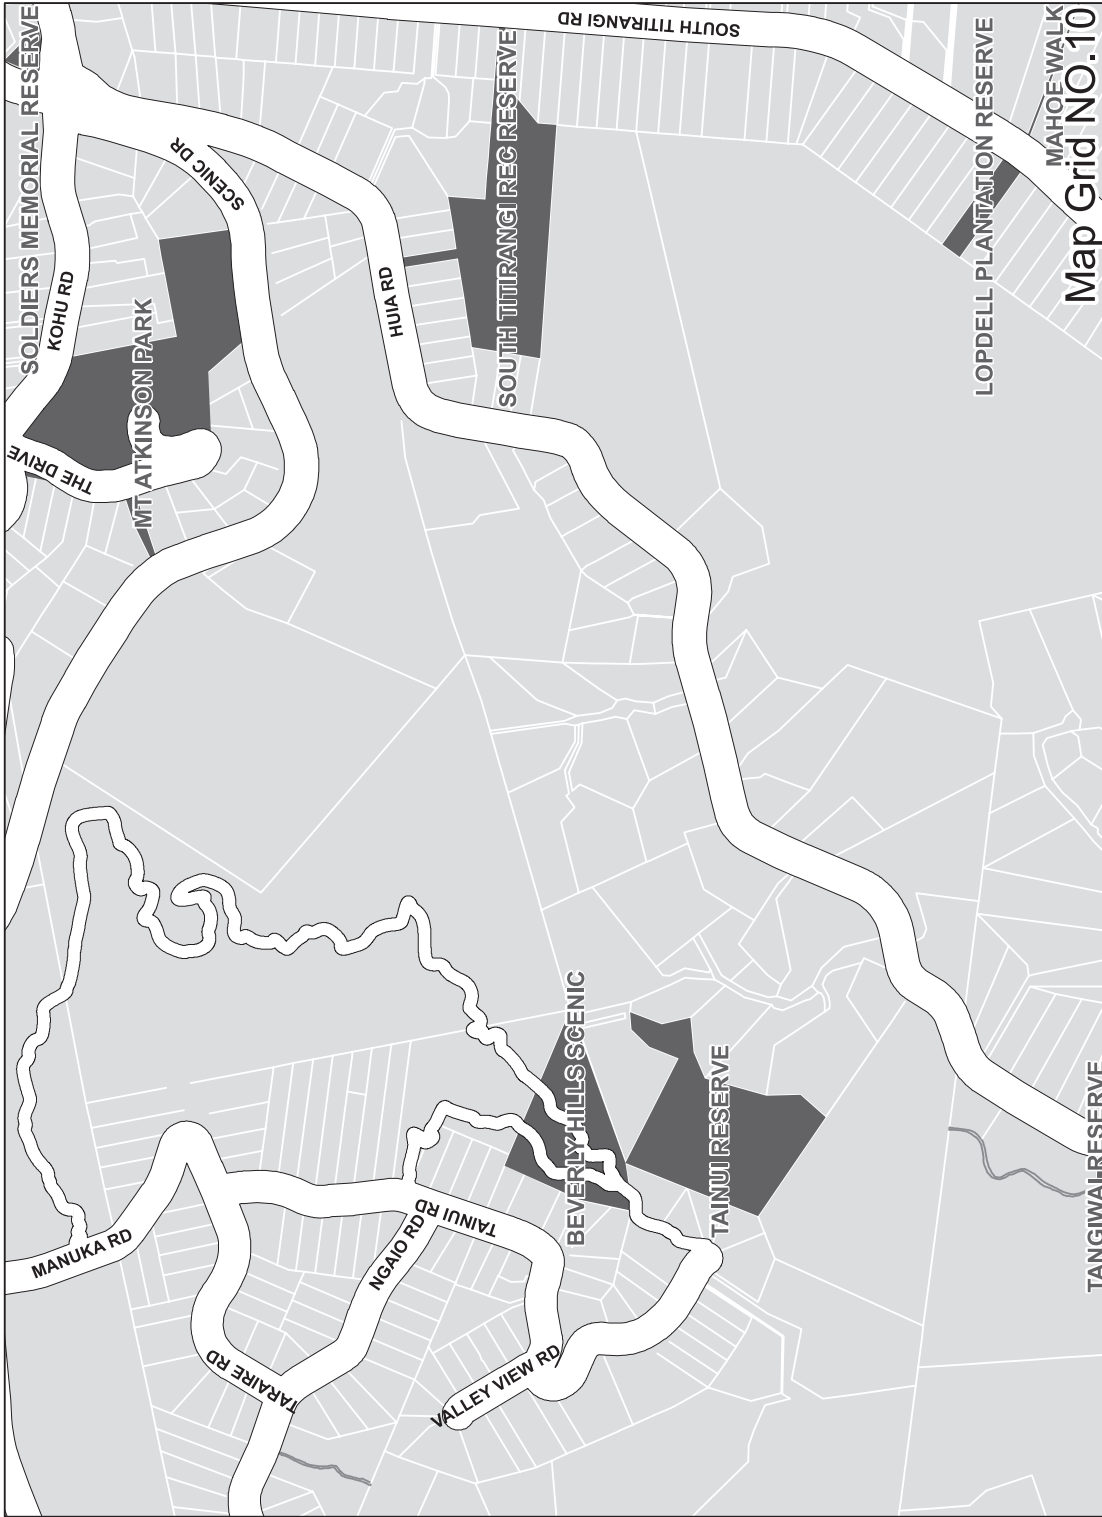 SOLDIERS MEMORIAL RESERVE
KOHU RD
SCENIC DR
MT ATKINSON PARK
THE DRIVE
HUIA RD
SOUTH TITIRANGI REC RESERVE
SOUTH TITIRANGI RD
LOPDELL PLANTATION RESERVE
MAHOE WALK
Map Grid NO.10
MANUKA RD
TARAIRE RD
NGAIO RD
TAINUI RD
VALLEY VIEW RD
BEVERLY HILLS SCENIC
TAINUI RESERVE
TANGIWAI RESERVE